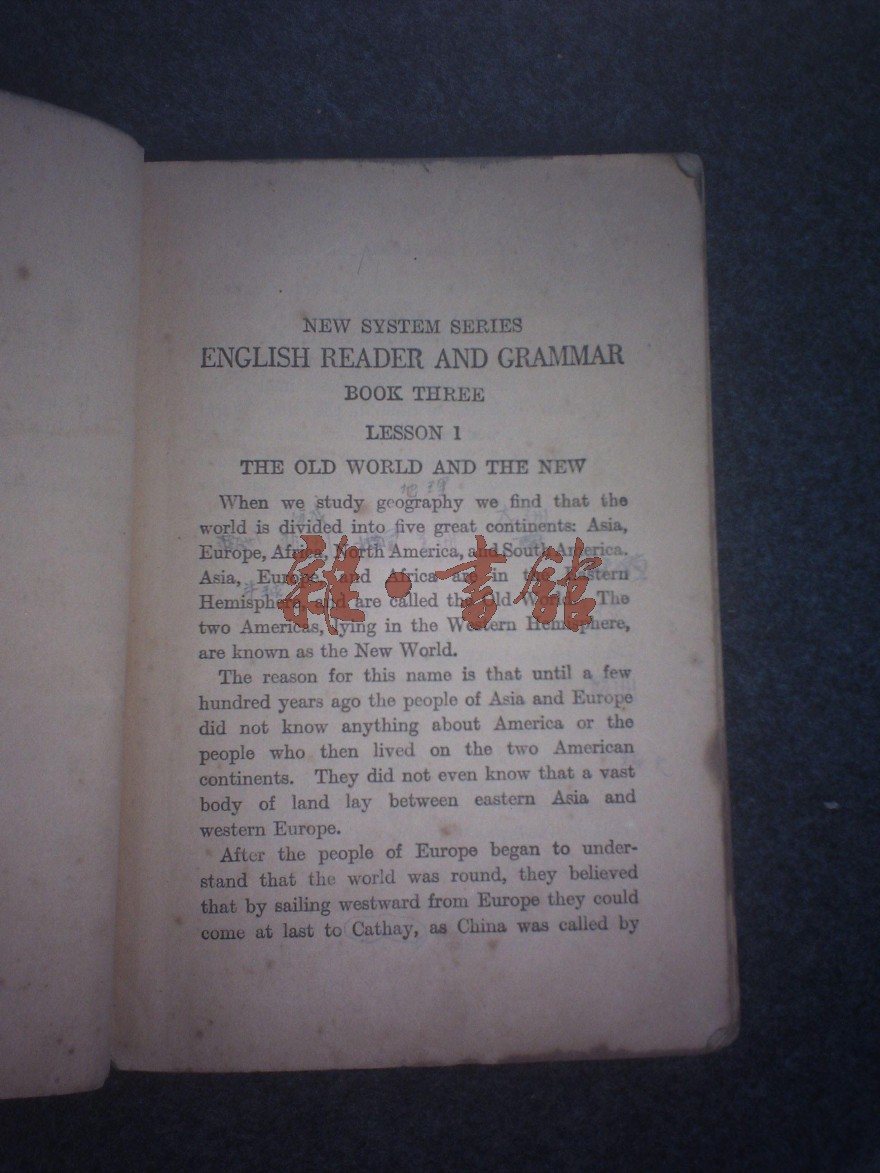 NEW SYSTEM SERIES
ENGLISH READER AND GRAMMAR
BOOK THREE
LESSON 1
THE OLD WORLD AND THE NEW
地理
When we study geography we find that the
world is divided into five great continents: Asia,
Europe, Africa, North America, and South America.
Asia, Europe, and Africa are in the Eastern
Hemisphere, and are called the Old World. The
two Americas, lying in the Western Hemisphere,
are known as the New World.
The reason for this name is that until a few
hundred years ago the people of Asia and Europe
did not know anything about America or the
people who then lived on the two American
continents. They did not even know that a vast
body of land lay between eastern Asia and
western Europe.
After the people of Europe began to under-
stand that the world was round, they believed
that by sailing westward from Europe they could
come at last to Cathay, as China was called by
雜·書館